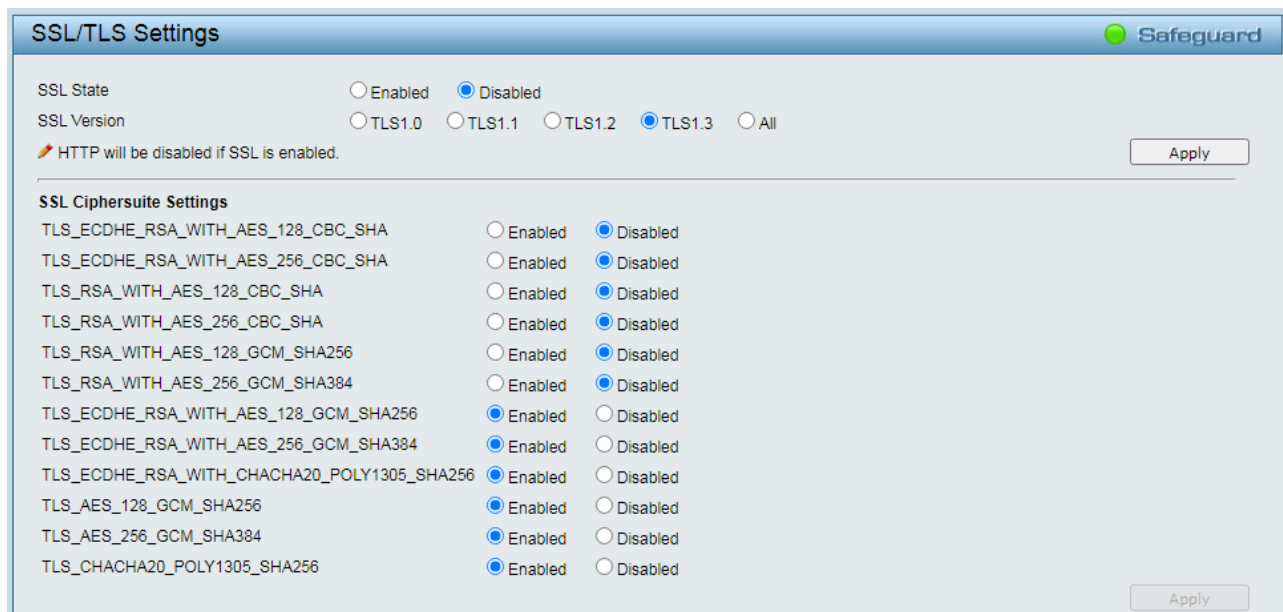 SSL/TLS Settings Safeguard
SSL State Enabled Disabled
SSL Version TLS1.0 TLS1.1 TLS1.2 TLS1.3 All
HTTP will be disabled if SSL is enabled. Apply
SSL Ciphersuite Settings
TLS_ECDHE_RSA_WITH_AES_128_CBC_SHA Enabled Disabled
TLS_ECDHE_RSA_WITH_AES_256_CBC_SHA Enabled Disabled
TLS_RSA_WITH_AES_128_CBC_SHA Enabled Disabled
TLS_RSA_WITH_AES_256_CBC_SHA Enabled Disabled
TLS_RSA_WITH_AES_128_GCM_SHA256 Enabled Disabled
TLS_RSA_WITH_AES_256_GCM_SHA384 Enabled Disabled
TLS_ECDHE_RSA_WITH_AES_128_GCM_SHA256 Enabled Disabled
TLS_ECDHE_RSA_WITH_AES_256_GCM_SHA384 Enabled Disabled
TLS_ECDHE_RSA_WITH_CHACHA20_POLY1305_SHA256 Enabled Disabled
TLS_AES_128_GCM_SHA256 Enabled Disabled
TLS_AES_256_GCM_SHA384 Enabled Disabled
TLS_CHACHA20_POLY1305_SHA256 Enabled Disabled
Apply